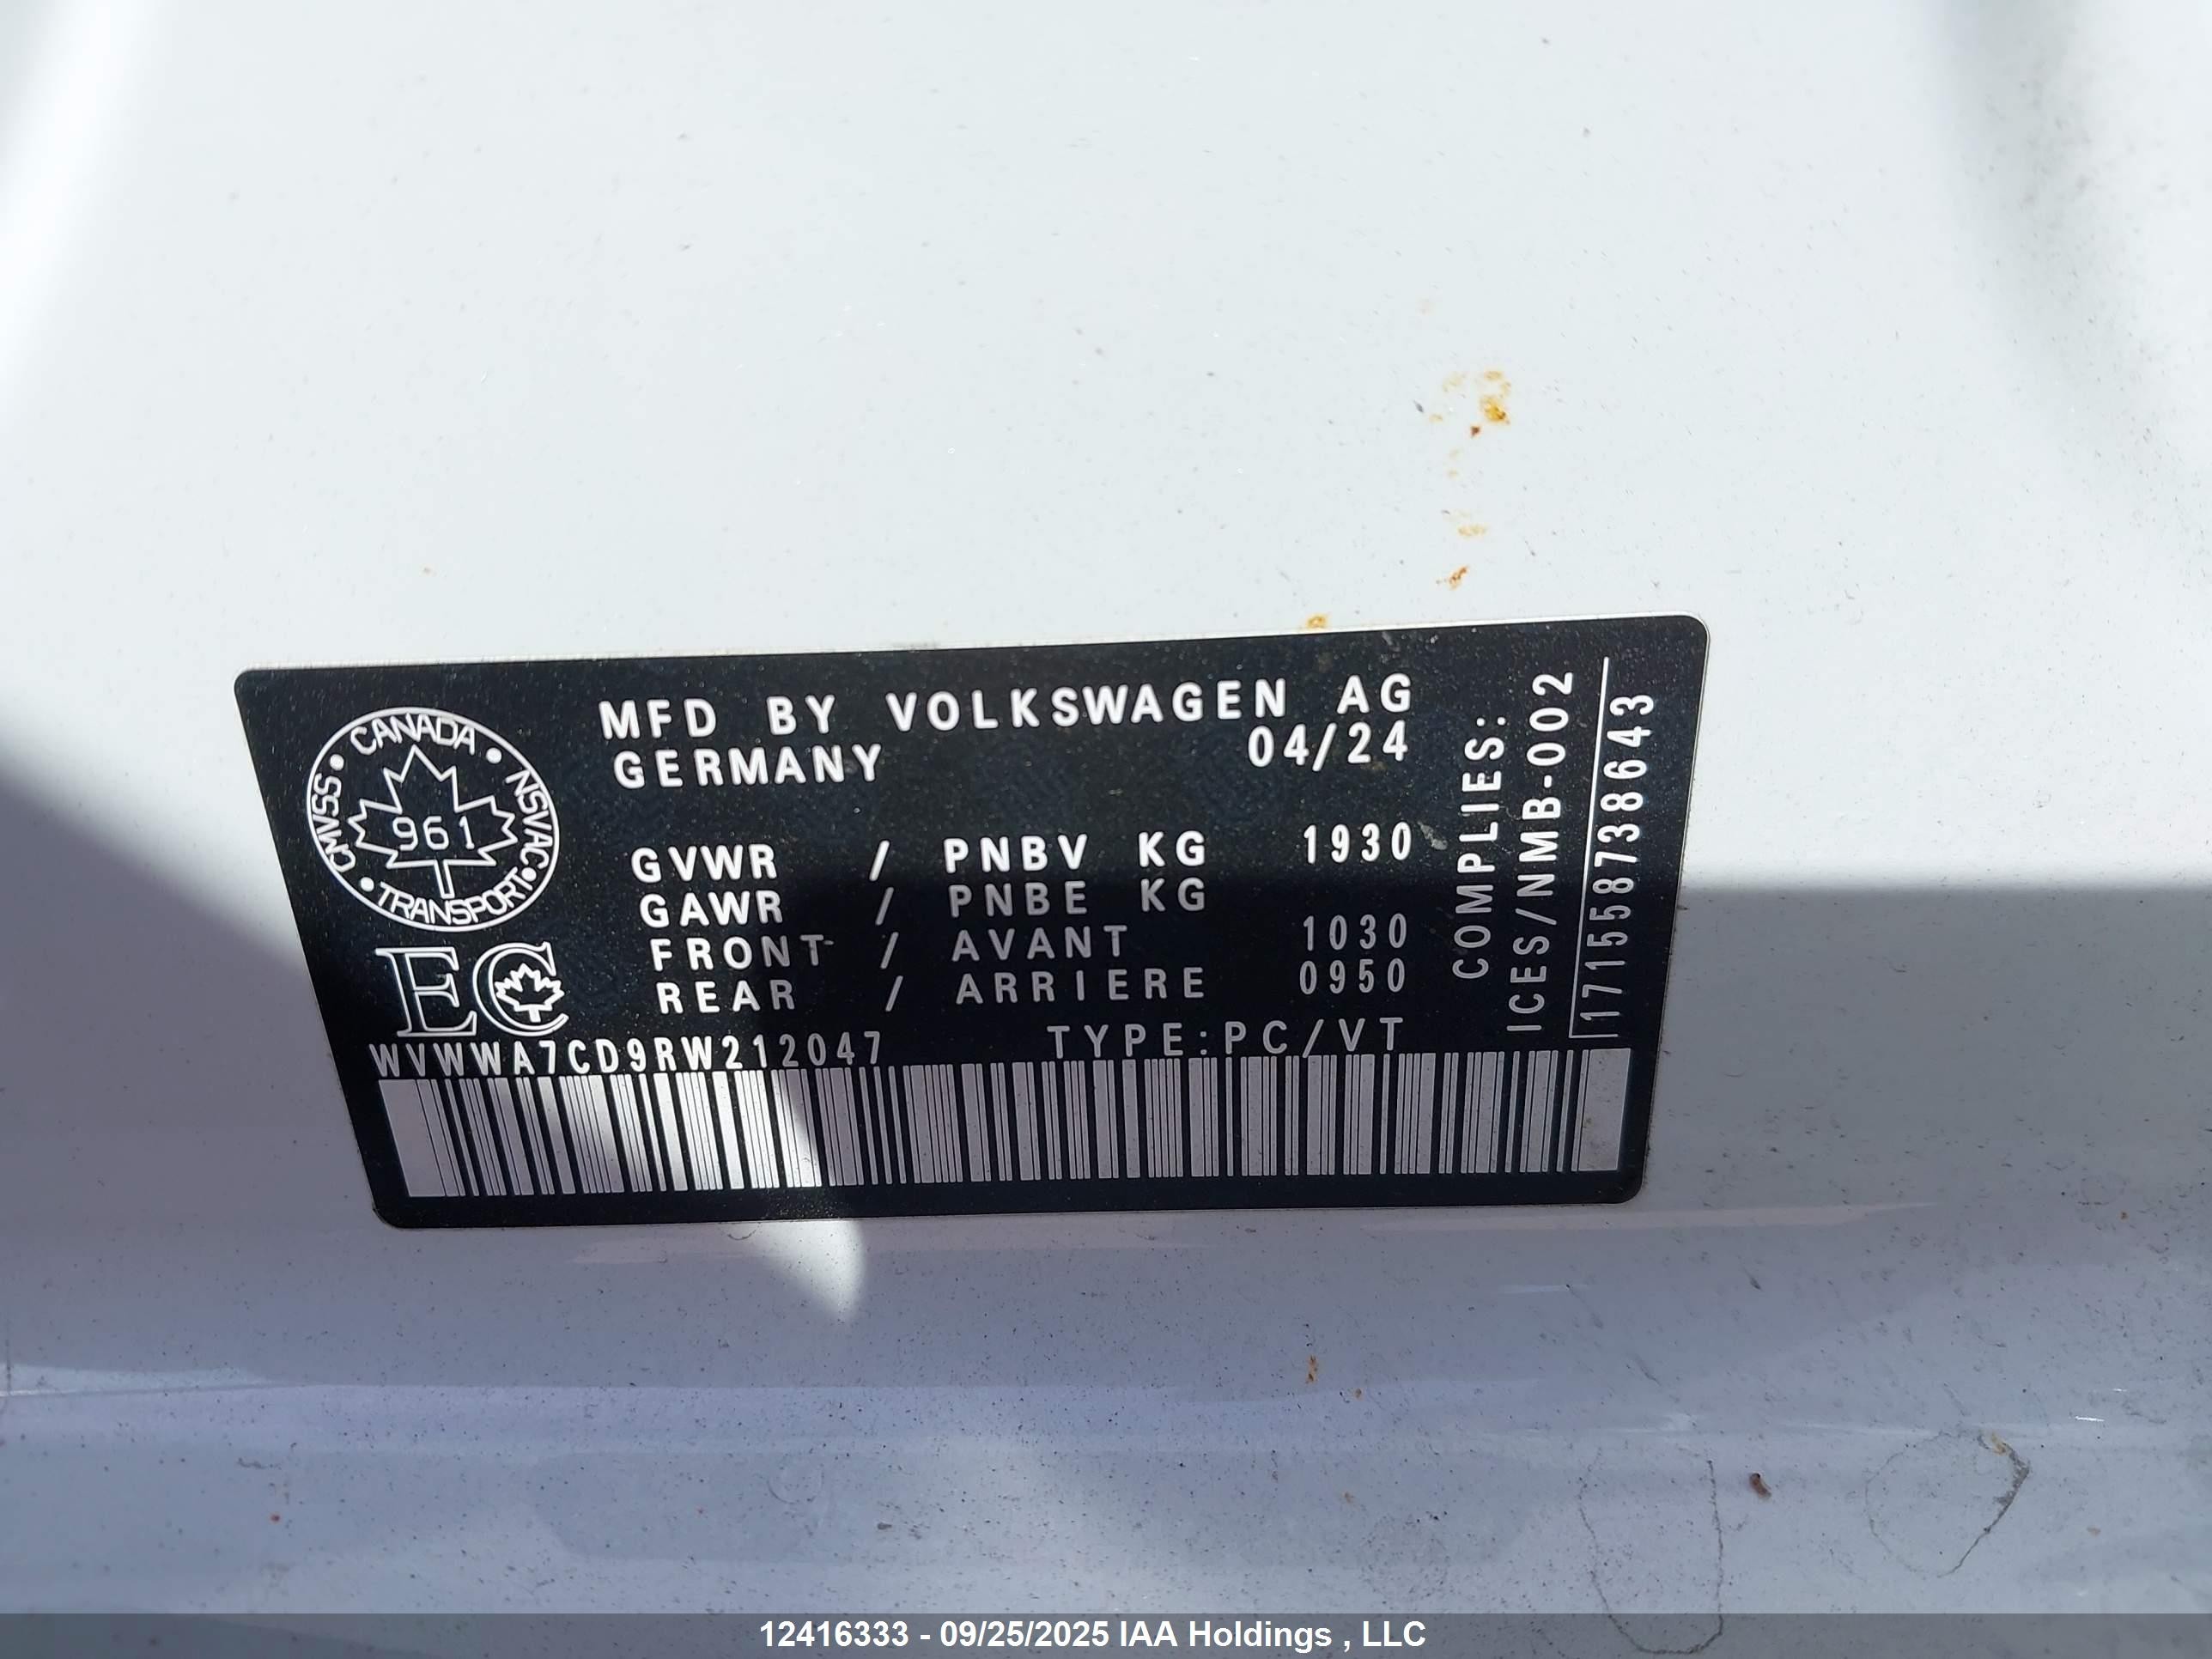 CANADA
CMVSS • • NSVAC
961
• TRANSPORT •
EC
MFD BY VOLKSWAGEN AG
GERMANY 04/24
GVWR / PNBV KG 1930
GAWR / PNBE KG
FRONT / AVANT 1030
REAR / ARRIERE 0950
WVWWA7CD9RW212047 TYPE:PC/VT
COMPLIES:
ICES/NMB-002
171558738643
12416333 - 09/25/2025 IAA Holdings , LLC